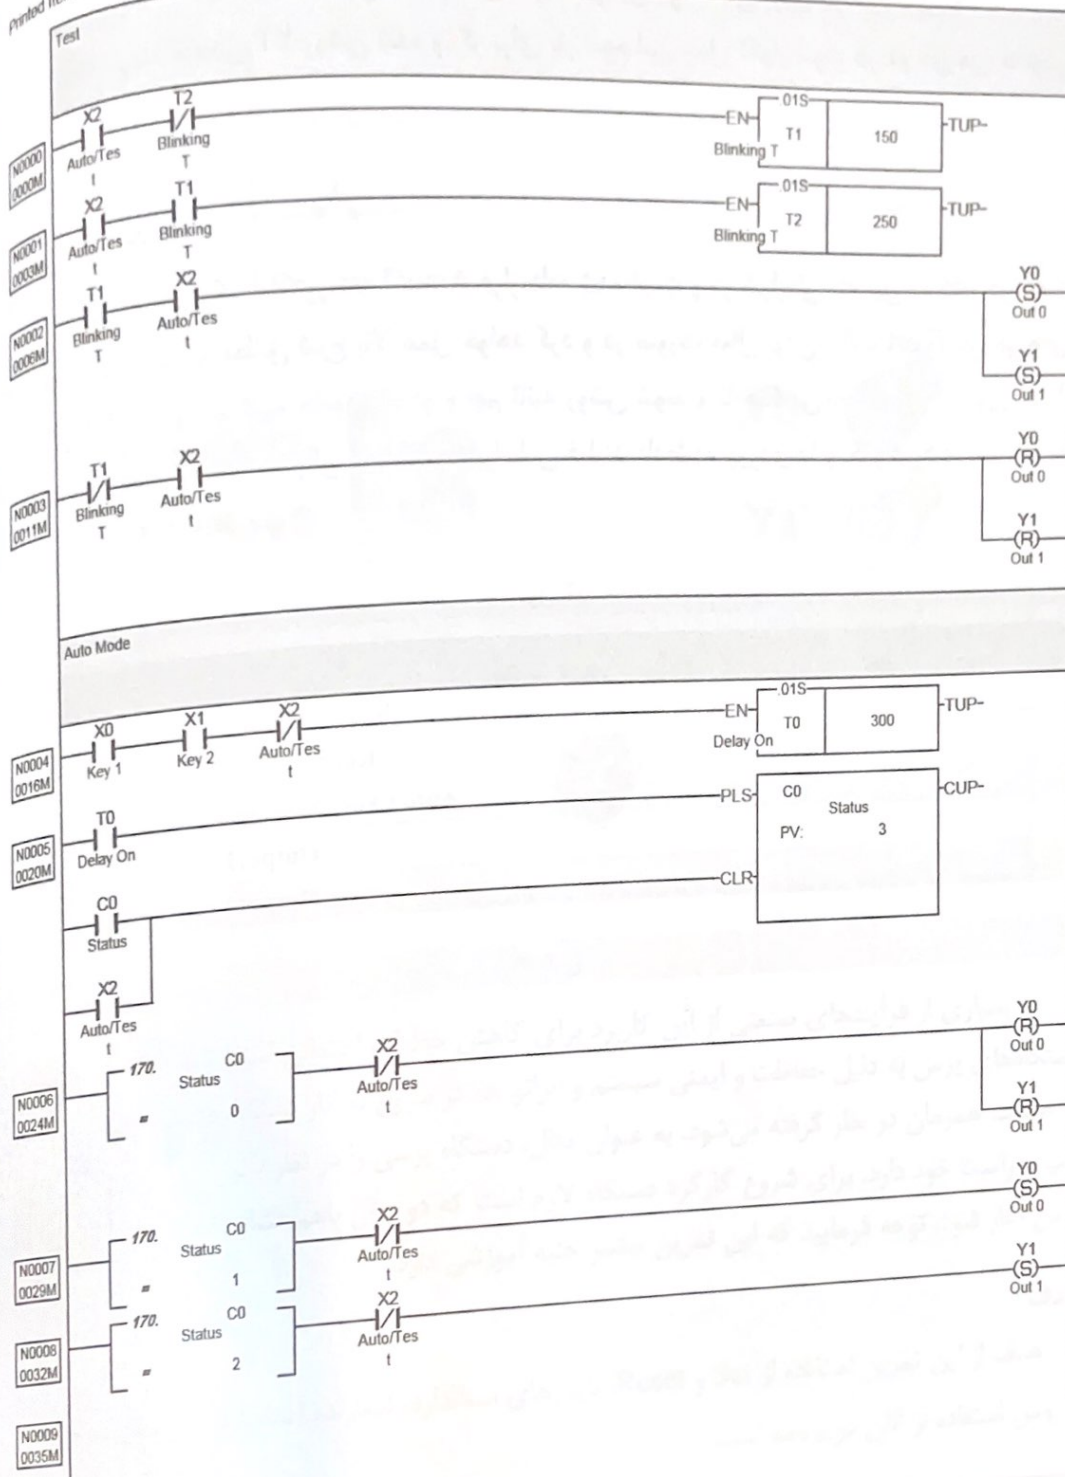 Printed
Test
X2
Auto/Tes
t
T2
Blinking
T
EN
Blinking T
.01S
T1
150
TUP
N0000
0000M
X2
Auto/Tes
t
T1
Blinking
T
EN
Blinking T
.01S
T2
250
TUP
N0001
0003M
T1
Blinking
T
X2
Auto/Tes
t
Y0
(S)
Out 0
Y1
(S)
Out 1
N0002
0006M
T1
Blinking
T
X2
Auto/Tes
t
Y0
(R)
Out 0
Y1
(R)
Out 1
N0003
0011M
Auto Mode
X0
Key 1
X1
Key 2
X2
Auto/Tes
t
EN
Delay On
.01S
T0
300
TUP
N0004
0016M
T0
Delay On
PLS
C0
Status
PV: 3
CUP
N0005
0020M
C0
Status
CLR
X2
Auto/Tes
t
170.
C0
Status
=
0
X2
Auto/Tes
t
Y0
(R)
Out 0
Y1
(R)
Out 1
N0006
0024M
170.
C0
Status
=
1
X2
Auto/Tes
t
Y0
(S)
Out 0
N0007
0029M
170.
C0
Status
=
2
X2
Auto/Tes
t
Y1
(S)
Out 1
N0008
0032M
N0009
0035M